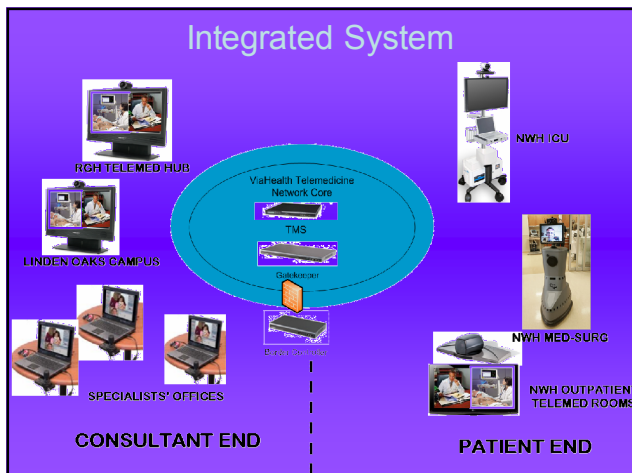 Integrated System
RGH TELEMED HUB
LINDEN OAKS CAMPUS
SPECIALISTS' OFFICES
CONSULTANT END
ViaHealth Telemedicine
Network Core
TMS
Gatekeeper
NWH ICU
NWH MED-SURG
NWH OUTPATIENT
TELEMED ROOMS
PATIENT END